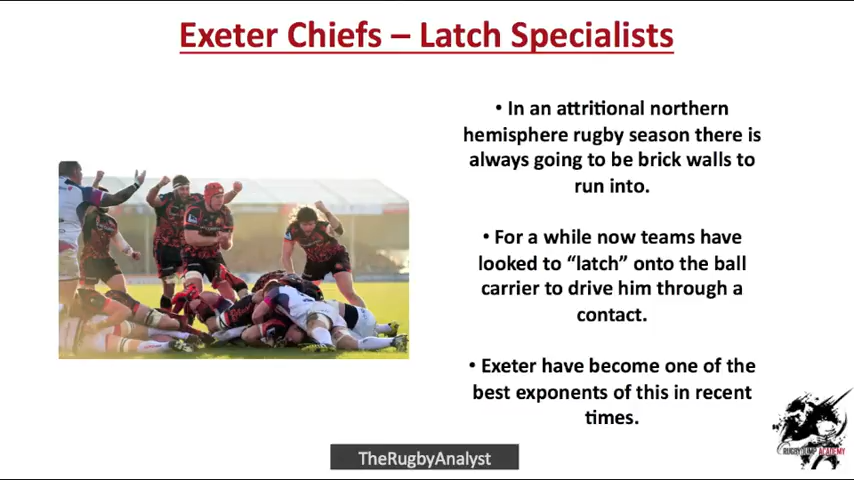 Exeter Chiefs – Latch Specialists
• In an attritional northern
hemisphere rugby season there is
always going to be brick walls to
run into.
• For a while now teams have
looked to “latch” onto the ball
carrier to drive him through a
contact.
• Exeter have become one of the
best exponents of this in recent
times.
RUGBYDUMP ACADEMY
TheRugbyAnalyst